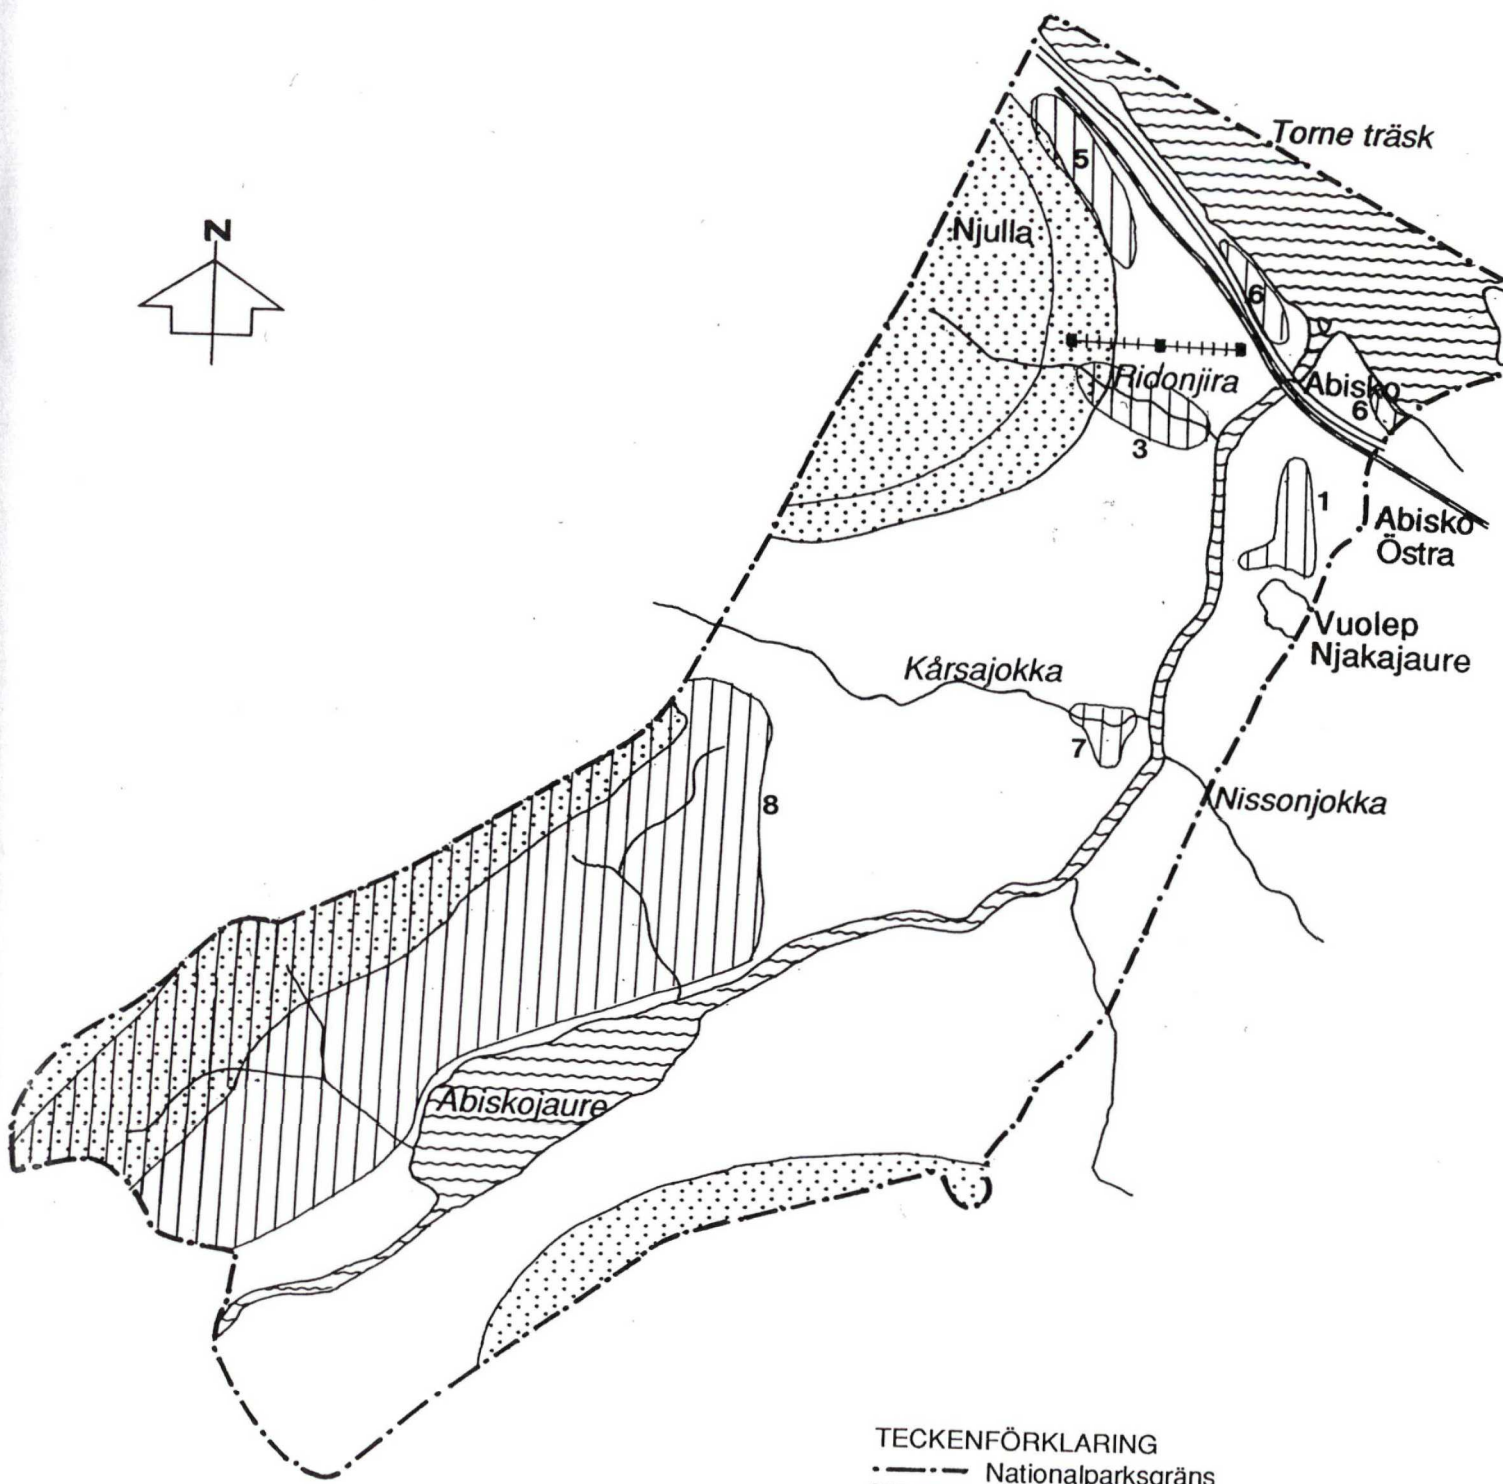 Torne träsk
5
N
Njulla
6
Ridonjira
Abisko
6
3
1
Abisko
Östra
Vuolep
Njakajaure
Kårsajokka
7
Nissonjokka
8
Abiskojaure
TECKENFÖRKLARING
Nationalparksgräns